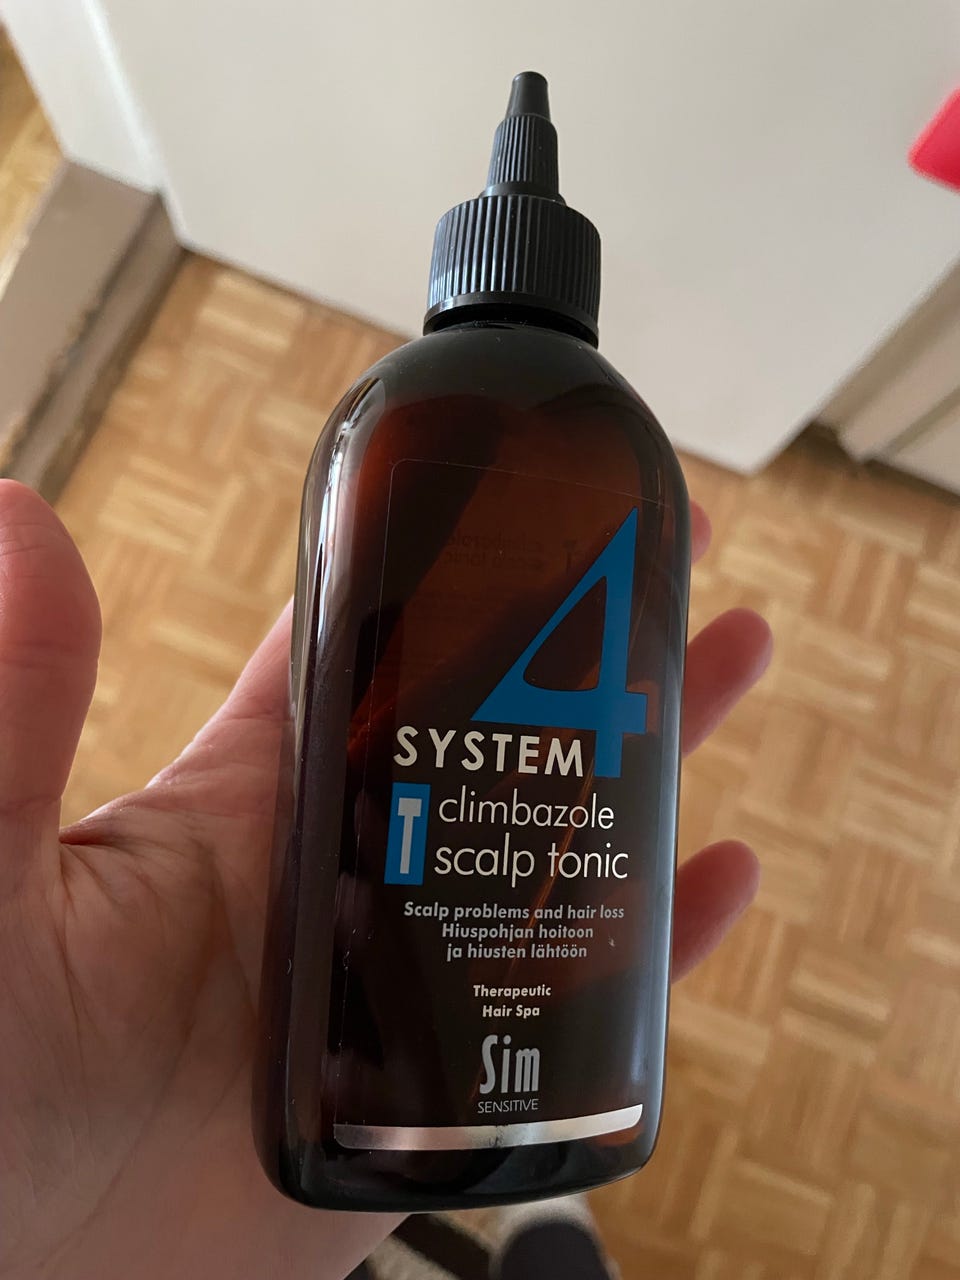 4
SYSTEM
T climbazole
scalp tonic
Scalp problems and hair loss
Hiuspohjan hoitoon
ja hiusten lähtöön
Therapeutic
Hair Spa
Sim
SENSITIVE